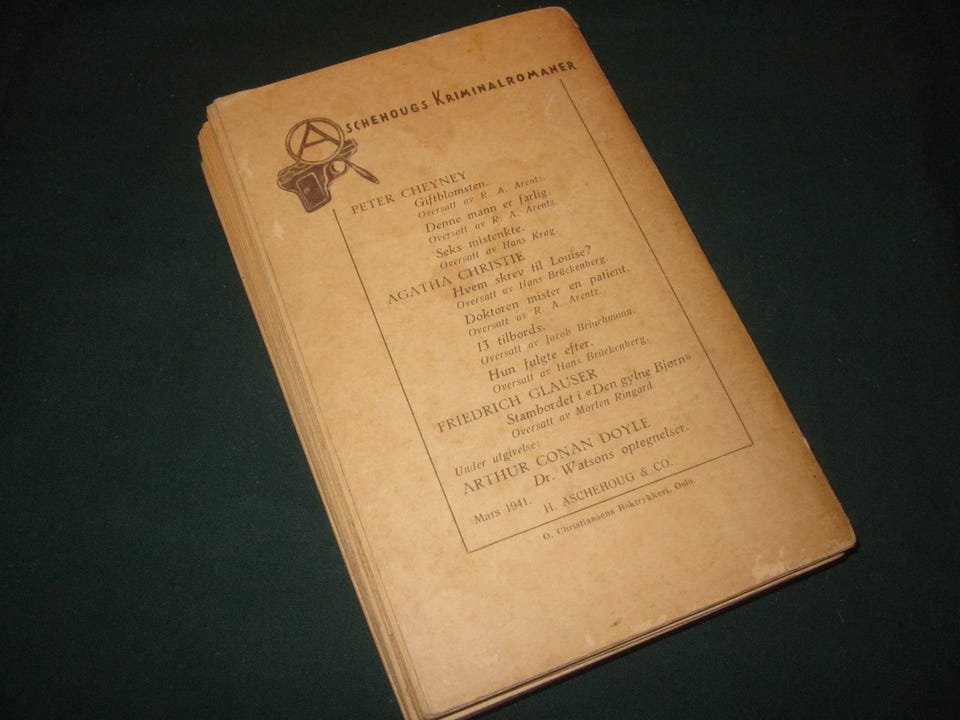 ASCHEHOUGS KRIMINALROMANER
PETER CHEYNEY
Giftblomsten.
Oversatt av R. A. Arentz.
Denne mann er farlig.
Oversatt av R. A. Arentz.
Seks mistenkte.
Oversatt av Hans Krag.
AGATHA CHRISTIE
Hvem skrev til Louise?
Oversatt av Hans Brückenberg.
Doktoren mister en patient.
Oversatt av R. A. Arentz.
13 tilbords.
Oversatt av Jacob
Hun fulgte efter.
Oversatt av Hans Brückenberg.
FRIEDRICH GLAUSER
Stambordet i «Den gylne Bjørn»
Oversatt av Morten Ringard.
Under utgivelse:
ARTHUR CONAN DOYLE
Dr. Watsons optegnelser.
Mars 1941. H. ASCHEHOUG & CO.
O. Christiansens Boktrykkeri, Oslo.